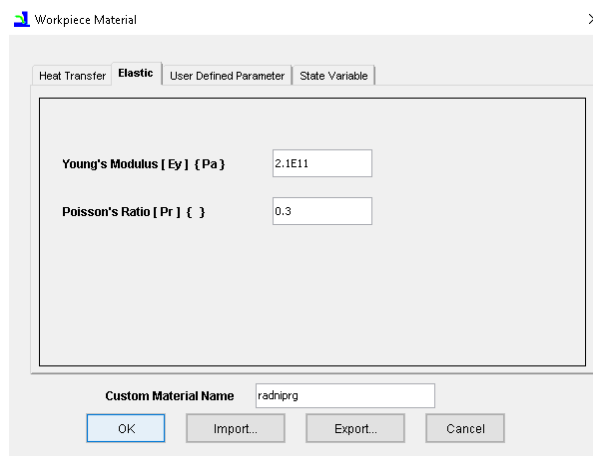 Workpiece Material
Heat Transfer Elastic User Defined Parameter State Variable
Young's Modulus [ Ey ] { Pa } 2.1E11
Poisson's Ratio [ Pr ] { } 0.3
Custom Material Name radniprg
OK Import... Export... Cancel